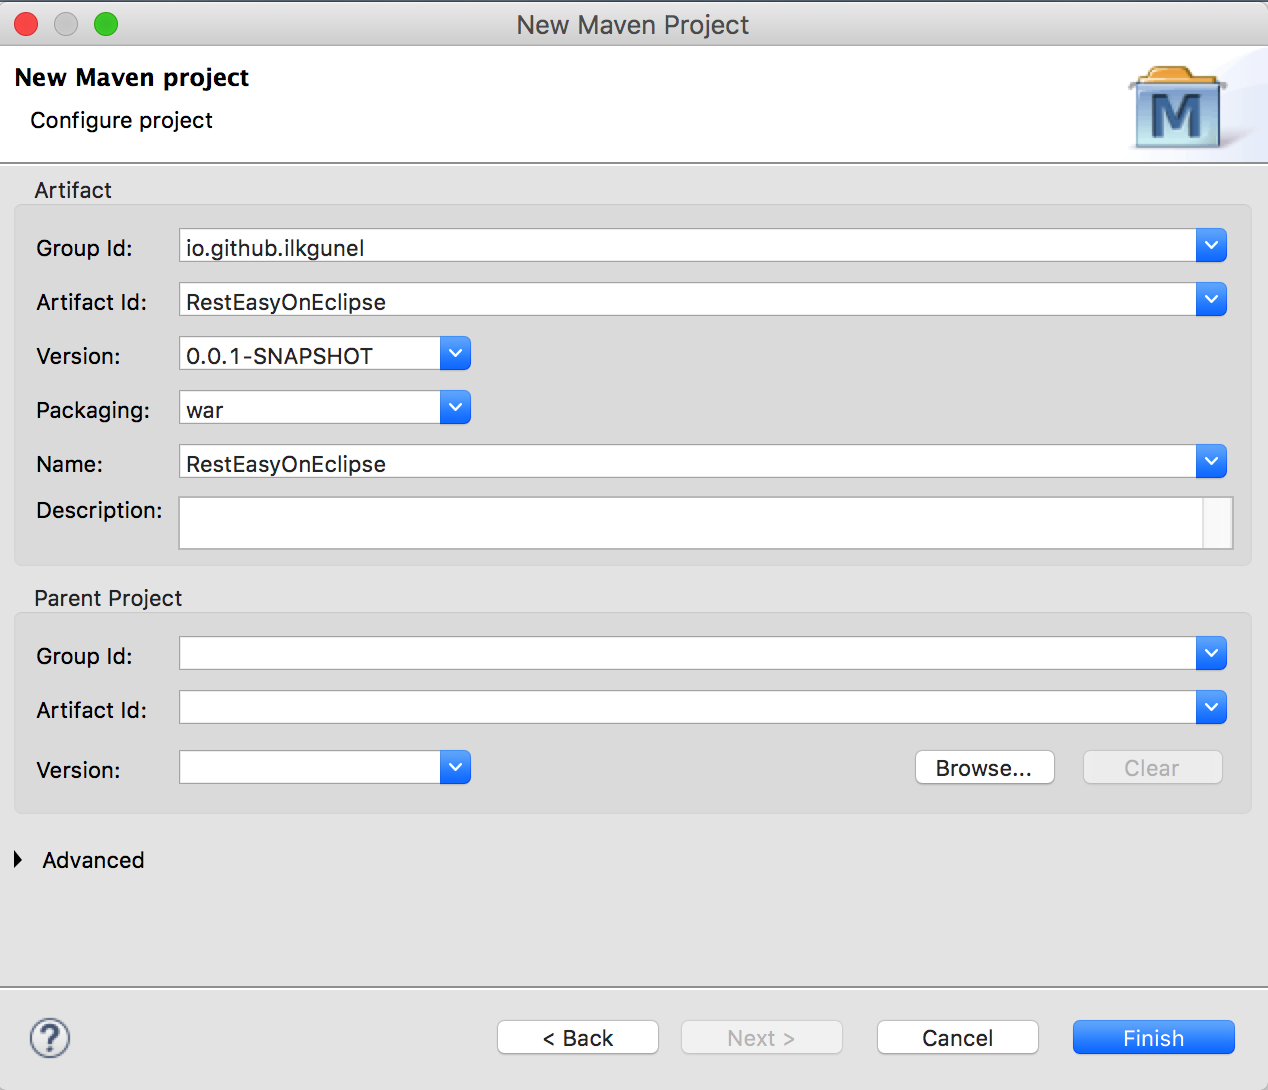 New Maven Project
New Maven project
Configure project
M
Artifact
Group Id: io.github.ilkgunel
Artifact Id: RestEasyOnEclipse
Version: 0.0.1-SNAPSHOT
Packaging: war
Name: RestEasyOnEclipse
Description:
Parent Project
Group Id:
Artifact Id:
Version: Browse... Clear
Advanced
? < Back Next > Cancel Finish